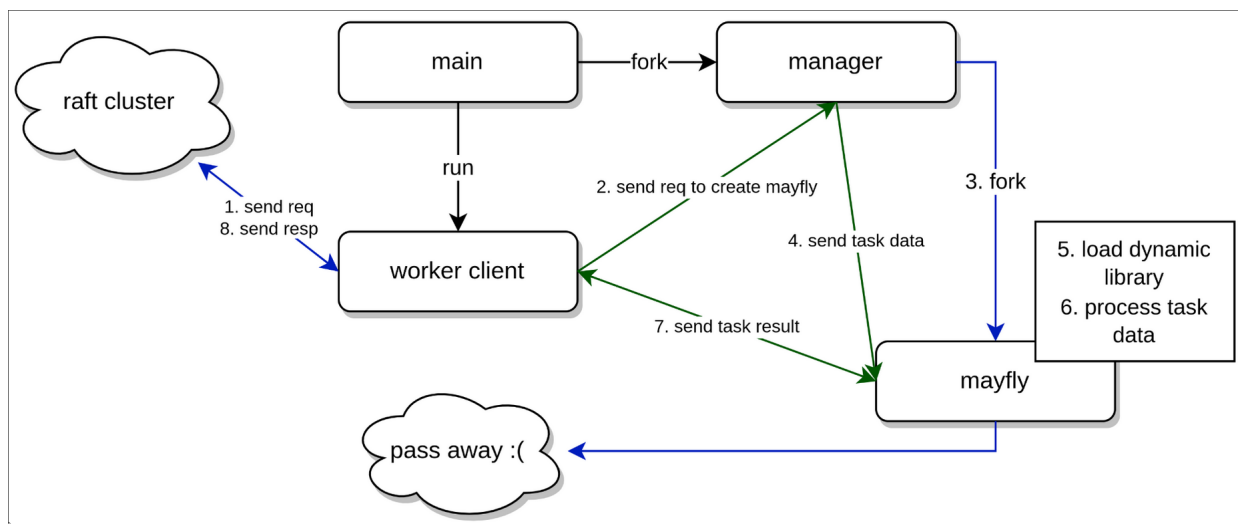 main
fork
manager
raft cluster
run
3. fork
2. send req to create mayfly
1. send req
8. send resp
4. send task data
worker client
5. load dynamic
library
6. process task
data
7. send task result
mayfly
pass away :(